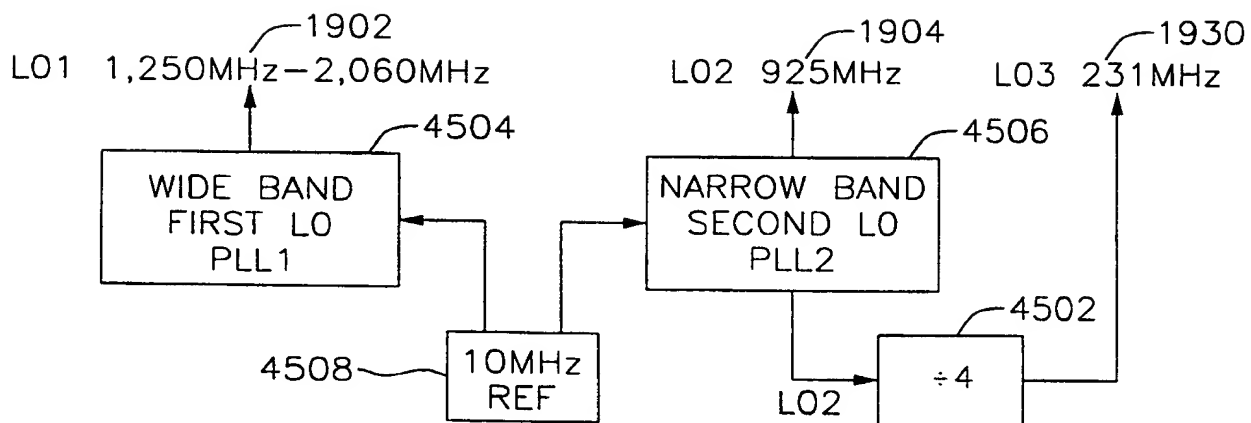 1902
LO1 1,250MHz-2,060MHz
1904
LO2 925MHz
1930
LO3 231MHz
4504
WIDE BAND
FIRST LO
PLL1
4506
NARROW BAND
SECOND LO
PLL2
4508
10MHz
REF
4502
÷4
LO2